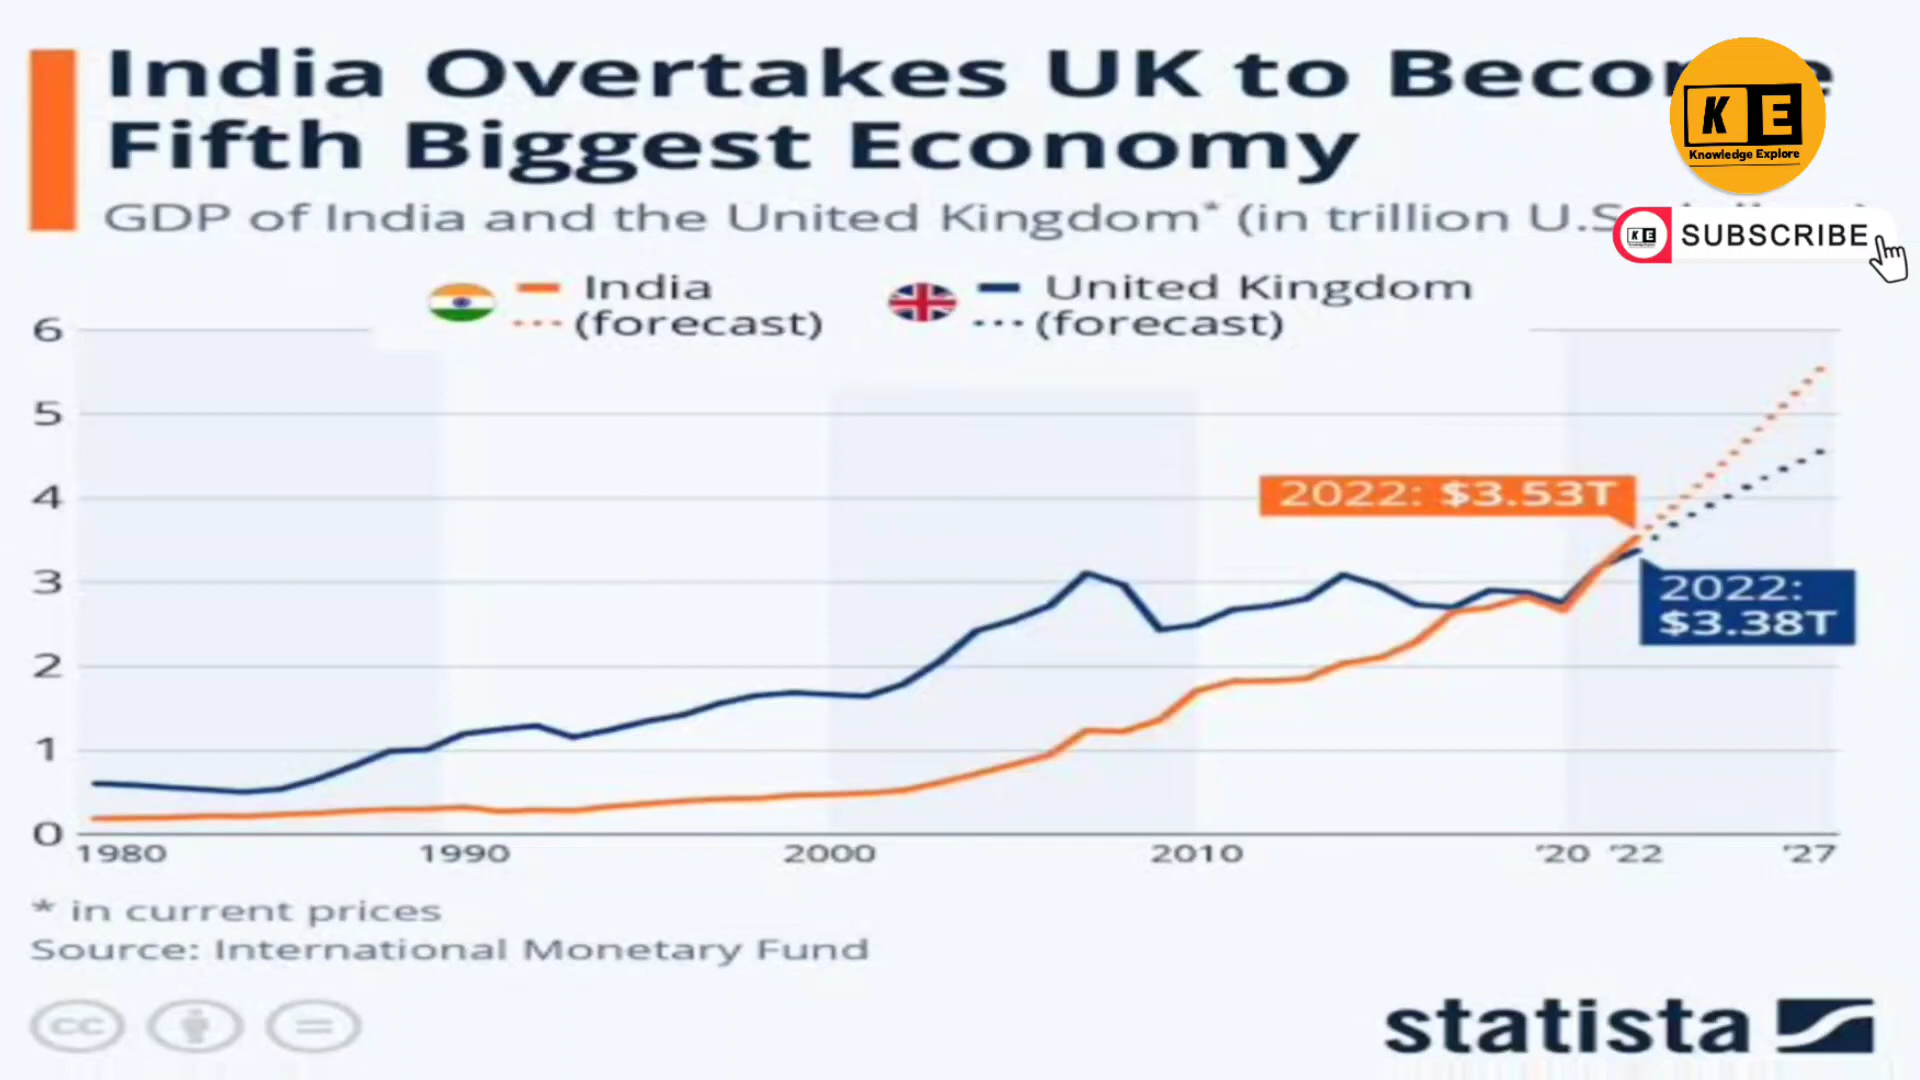 India Overtakes UK to Become
Fifth Biggest Economy
GDP of India and the United Kingdom* (in trillion U.S.
K E
Knowledge Explore
KE SUBSCRIBE
India
(forecast)
United Kingdom
(forecast)
6
5
4
3
2
1
0
2022: $3.53T
2022:
$3.38T
1980 1990 2000 2010 '20 '22 '27
* in current prices
Source: International Monetary Fund
cc
statista